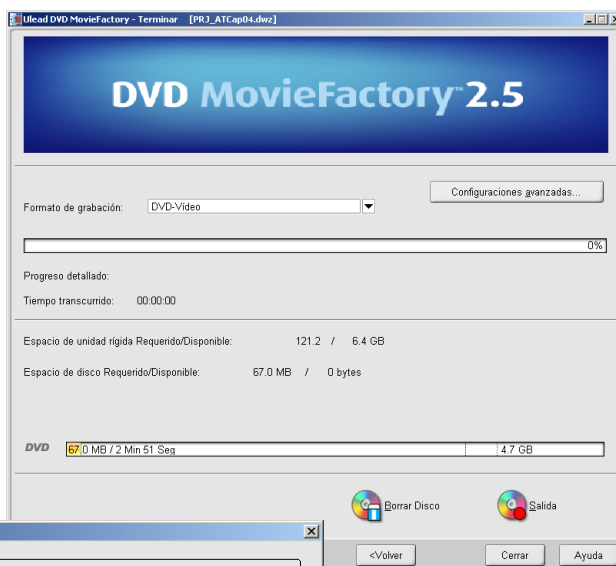 Ulead DVD MovieFactory - Terminar [PRJ_ATCap04.dwz]
DVD MovieFactory™ 2.5
Configuraciones avanzadas...
Formato de grabación: DVD-Vídeo
0%
Progreso detallado:
Tiempo transcurrido: 00:00:00
Espacio de unidad rígida Requerido/Disponible: 121.2 / 6.4 GB
Espacio de disco Requerido/Disponible: 67.0 MB / 0 bytes
DVD 67.0 MB / 2 Min 51 Seg 4.7 GB
Borrar Disco Salida
<Volver Cerrar Ayuda